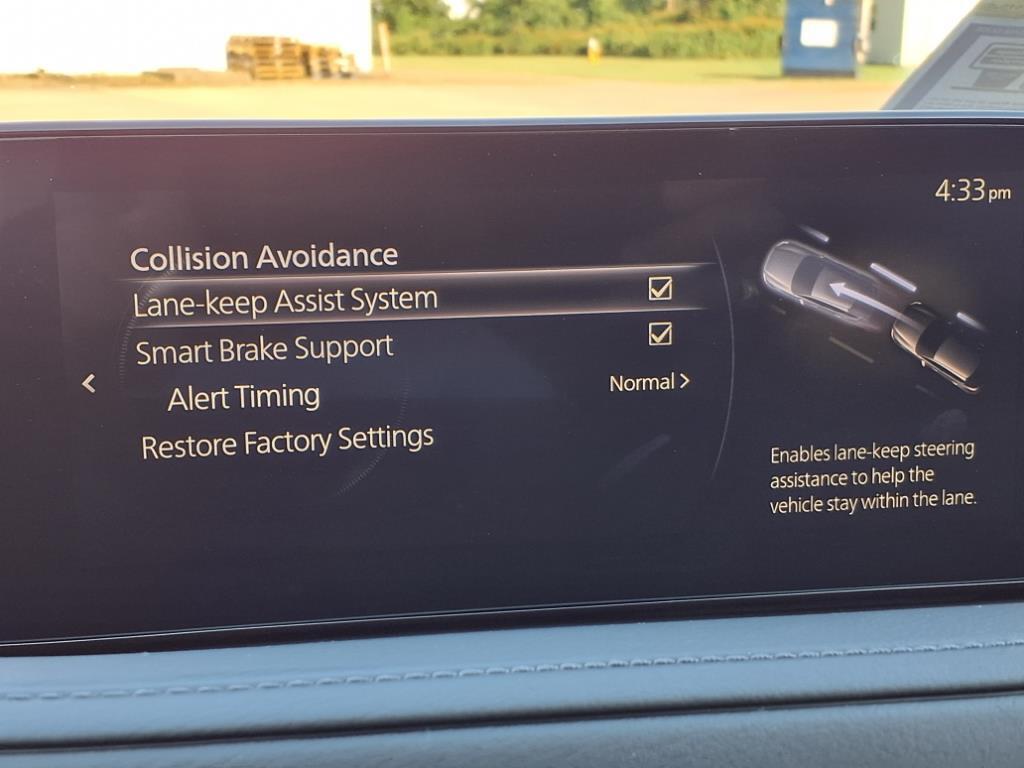 4:33pm
Collision Avoidance
Lane-keep Assist System
Smart Brake Support
Alert Timing
Normal >
Restore Factory Settings
Enables lane-keep steering
assistance to help the
vehicle stay within the lane.